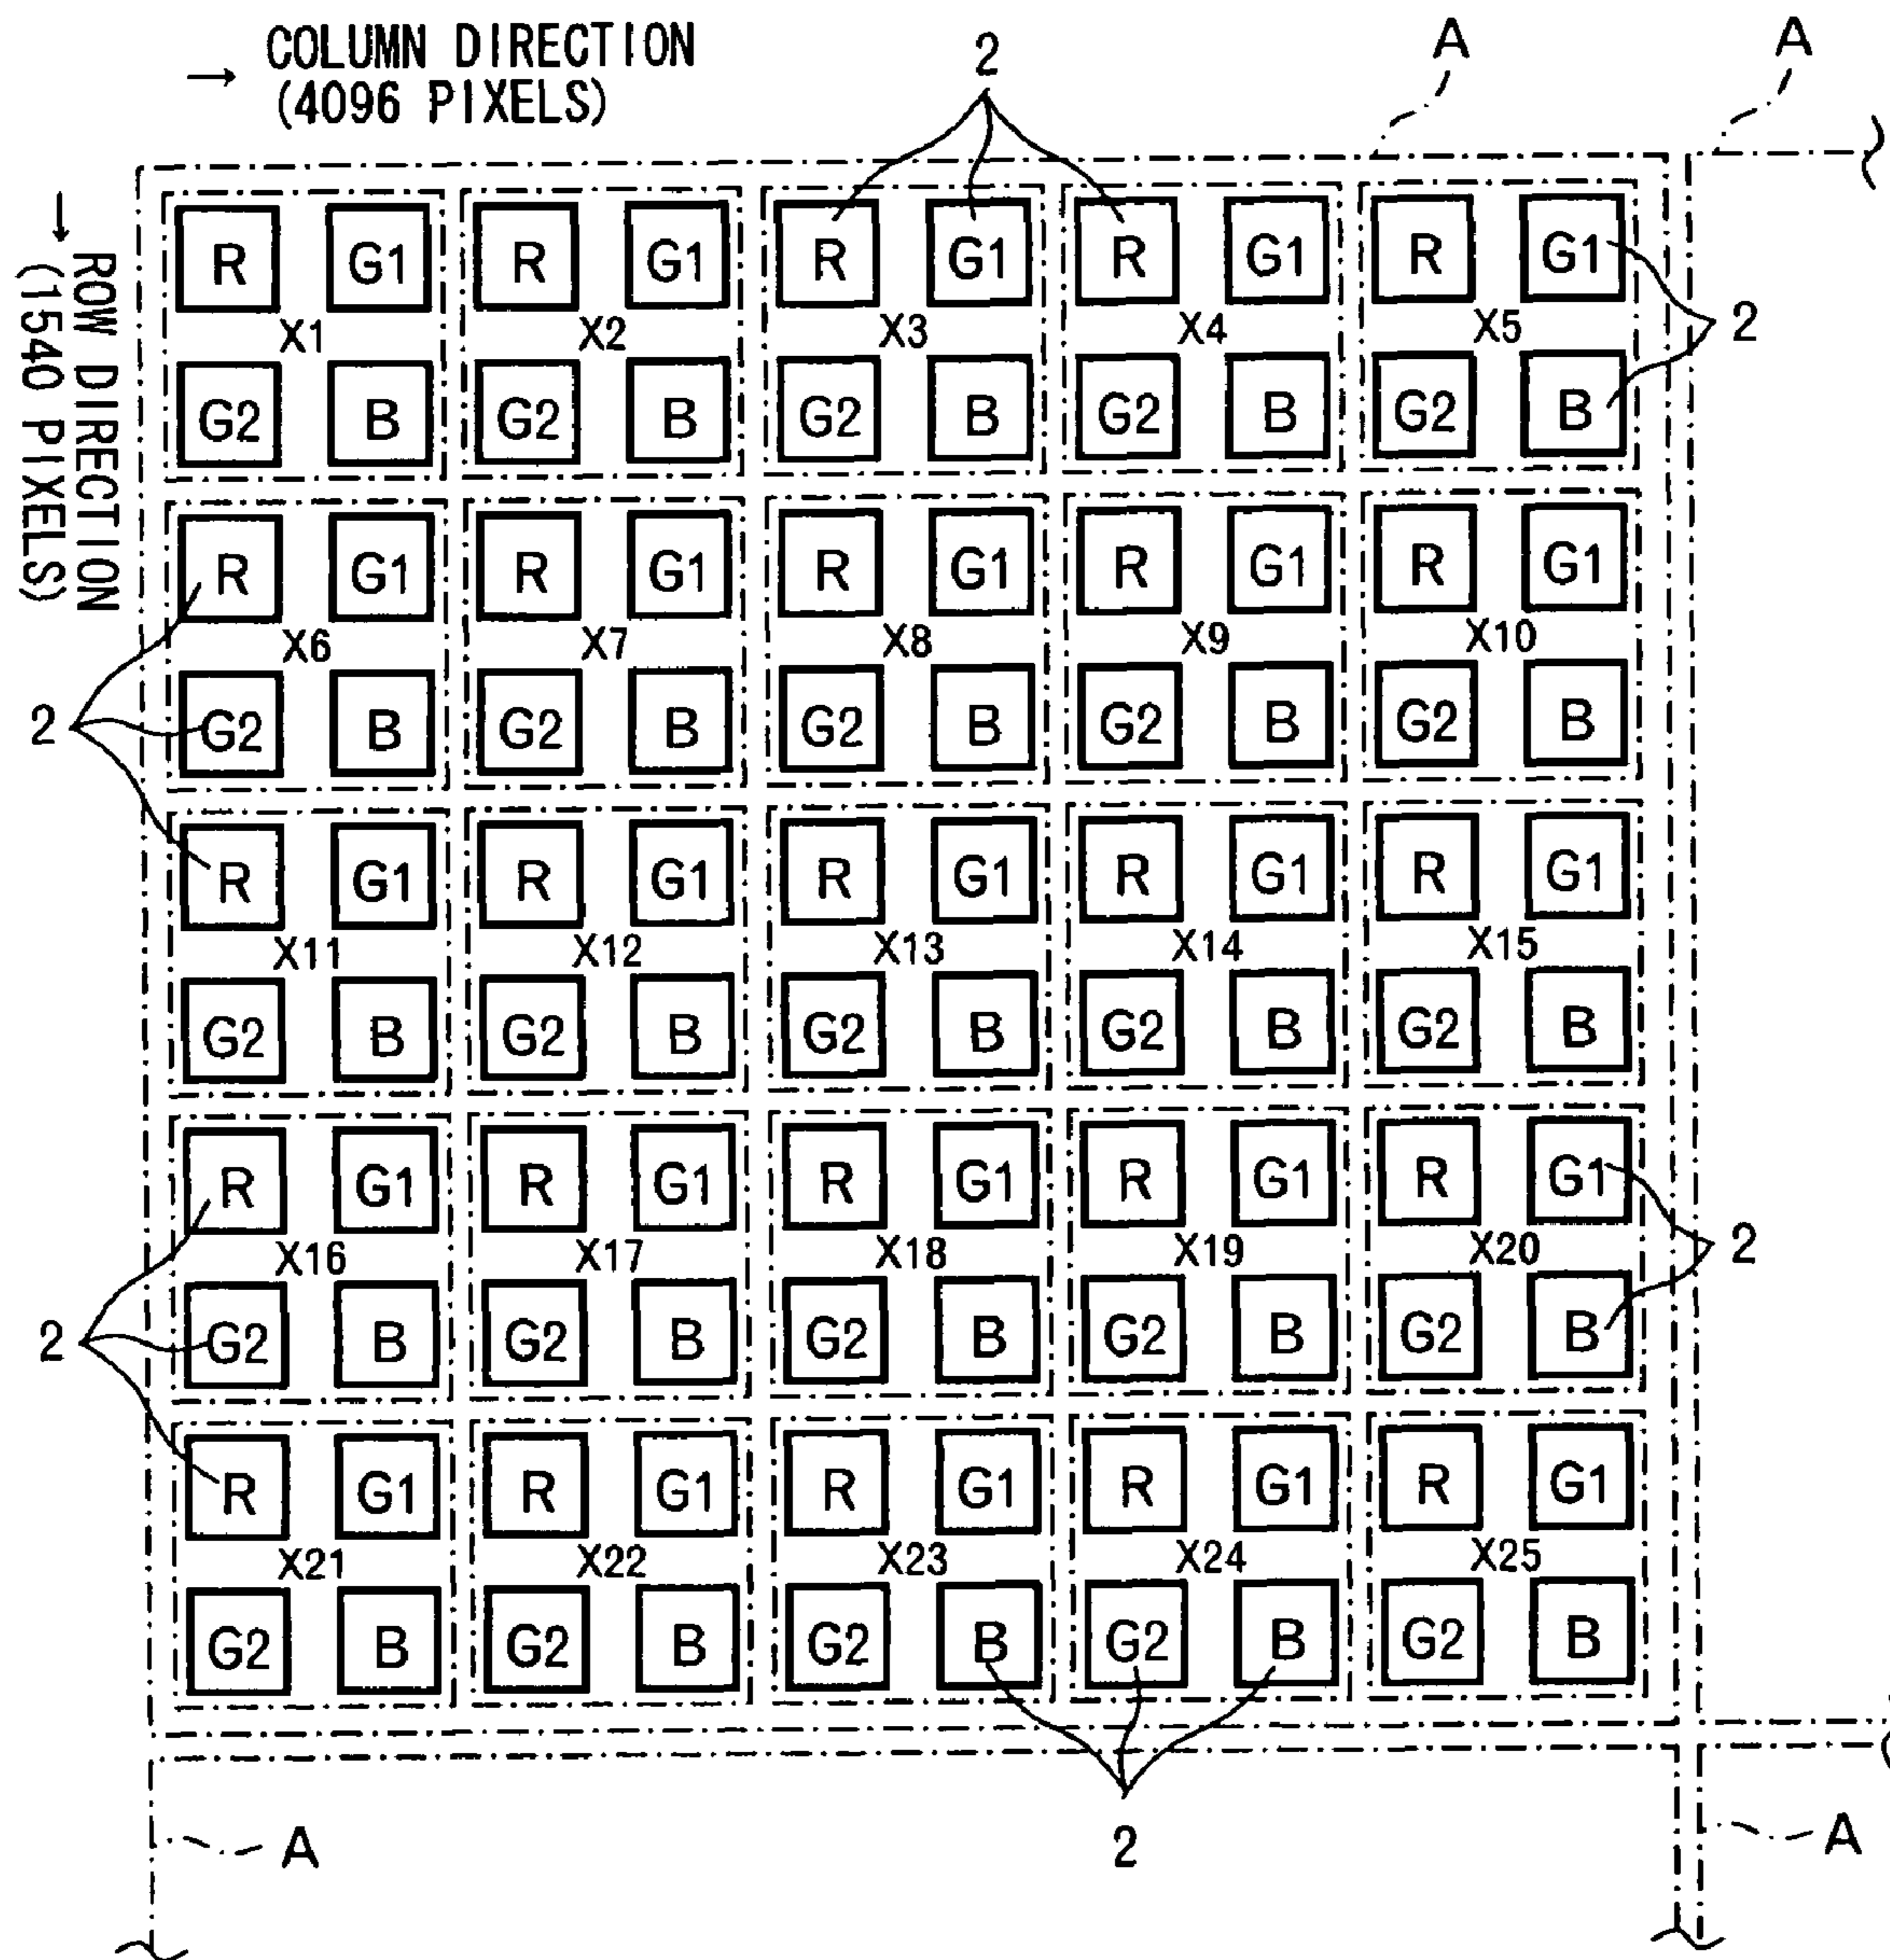 → COLUMN DIRECTION
(4096 PIXELS)
2
A A
→ ROW DIRECTION
(1540 PIXELS)
R G1 R G1 R G1 R G1 R G1
X1 X2 X3 X4 X5 2
G2 B G2 B G2 B G2 B G2 B
R G1 R G1 R G1 R G1 R G1
X6 X7 X8 X9 X10
2 G2 B G2 B G2 B G2 B G2 B
R G1 R G1 R G1 R G1 R G1
X11 X12 X13 X14 X15
G2 B G2 B G2 B G2 B G2 B
R G1 R G1 R G1 R G1 R G1
X16 X17 X18 X19 X20 2
2 G2 B G2 B G2 B G2 B G2 B
R G1 R G1 R G1 R G1 R G1
X21 X22 X23 X24 X25
G2 B G2 B G2 B G2 B G2 B
A 2 A